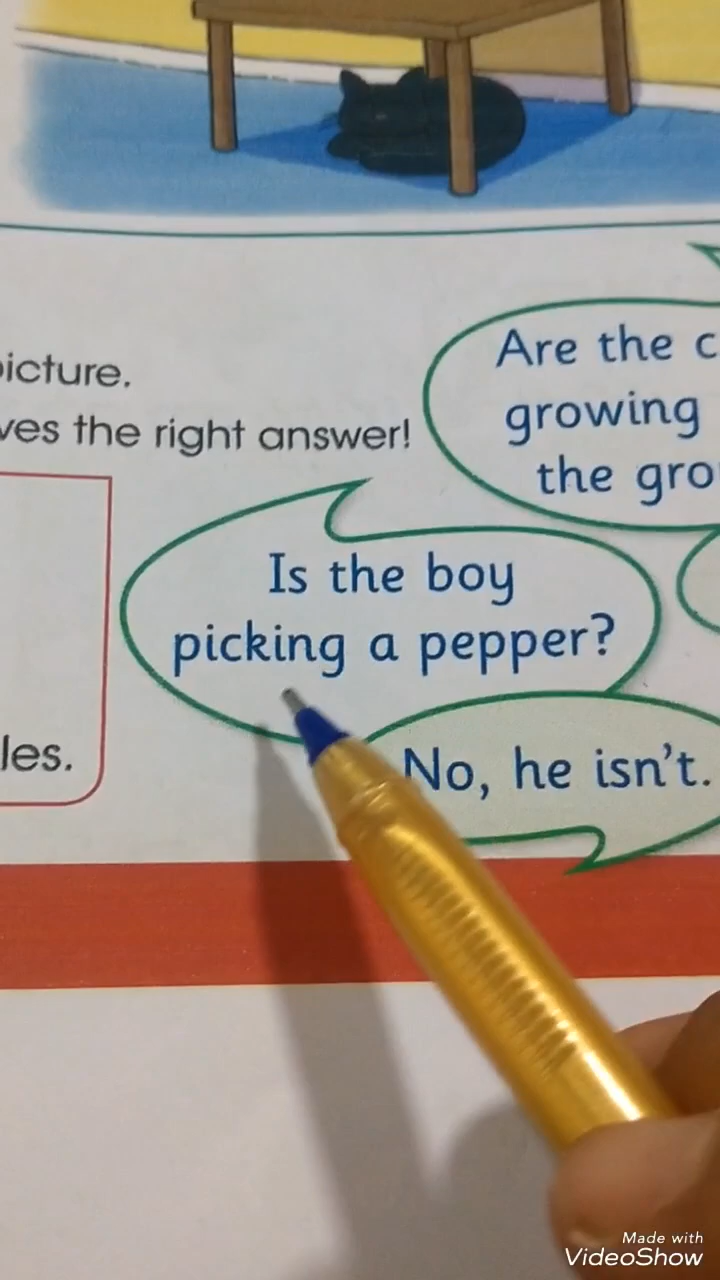 picture.
ves the right answer!
les.
Are the c
growing
the gro
Is the boy
picking a pepper?
No, he isn't.
Made with
VideoShow